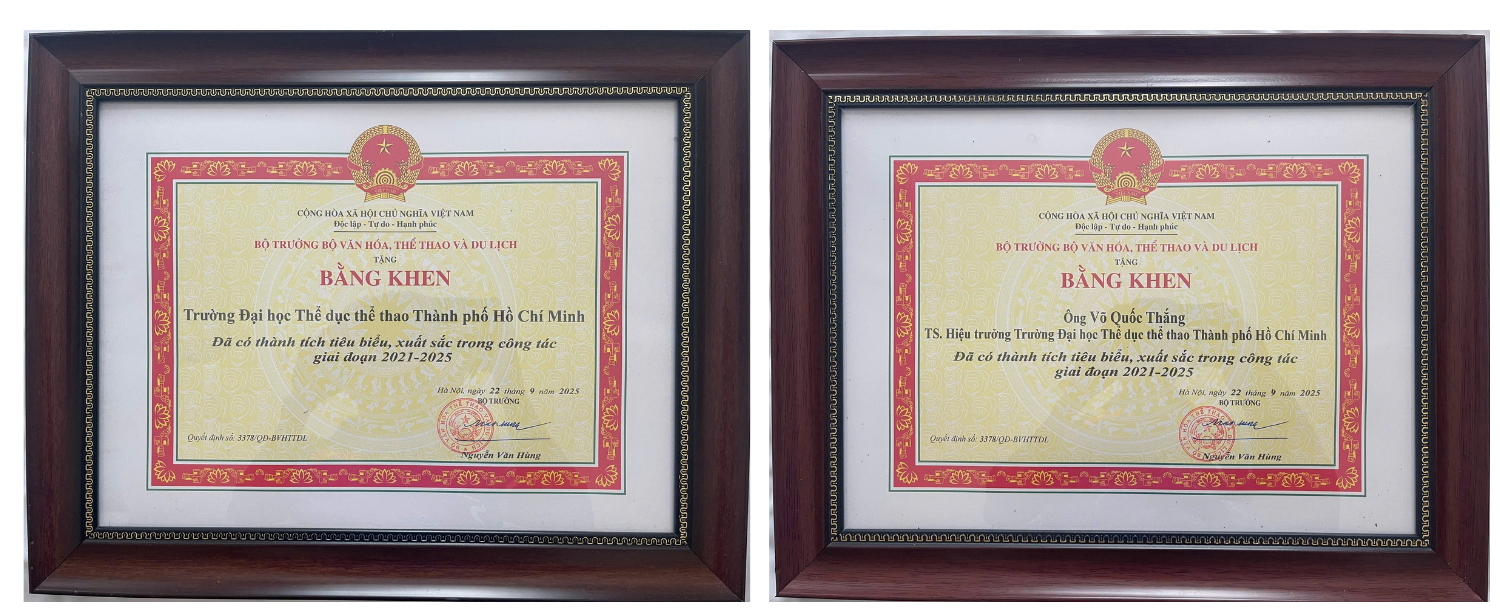 CỘNG HÒA XÃ HỘI CHỦ NGHĨA VIỆT NAM
Độc lập - Tự do - Hạnh phúc
BỘ TRƯỞNG BỘ VĂN HÓA, THỂ THAO VÀ DU LỊCH
TẶNG
BẰNG KHEN
Trường Đại học Thể dục thể thao Thành phố Hồ Chí Minh
Đã có thành tích tiêu biểu, xuất sắc trong công tác
giai đoạn 2021-2025
Hà Nội, ngày 22 tháng 9 năm 2025
BỘ TRƯỞNG
Quyết định số: 3378/QĐ-BVHTTDL
Nguyễn Văn Hùng
CỘNG HÒA XÃ HỘI CHỦ NGHĨA VIỆT NAM
Độc lập - Tự do - Hạnh phúc
BỘ TRƯỞNG BỘ VĂN HÓA, THỂ THAO VÀ DU LỊCH
TẶNG
BẰNG KHEN
Ông Võ Quốc Thắng
TS. Hiệu trưởng Trường Đại học Thể dục thể thao Thành phố Hồ Chí Minh
Đã có thành tích tiêu biểu, xuất sắc trong công tác
giai đoạn 2021-2025
Hà Nội, ngày 22 tháng 9 năm 2025
BỘ TRƯỞNG
Quyết định số: 3378/QĐ-BVHTTDL
Nguyễn Văn Hùng